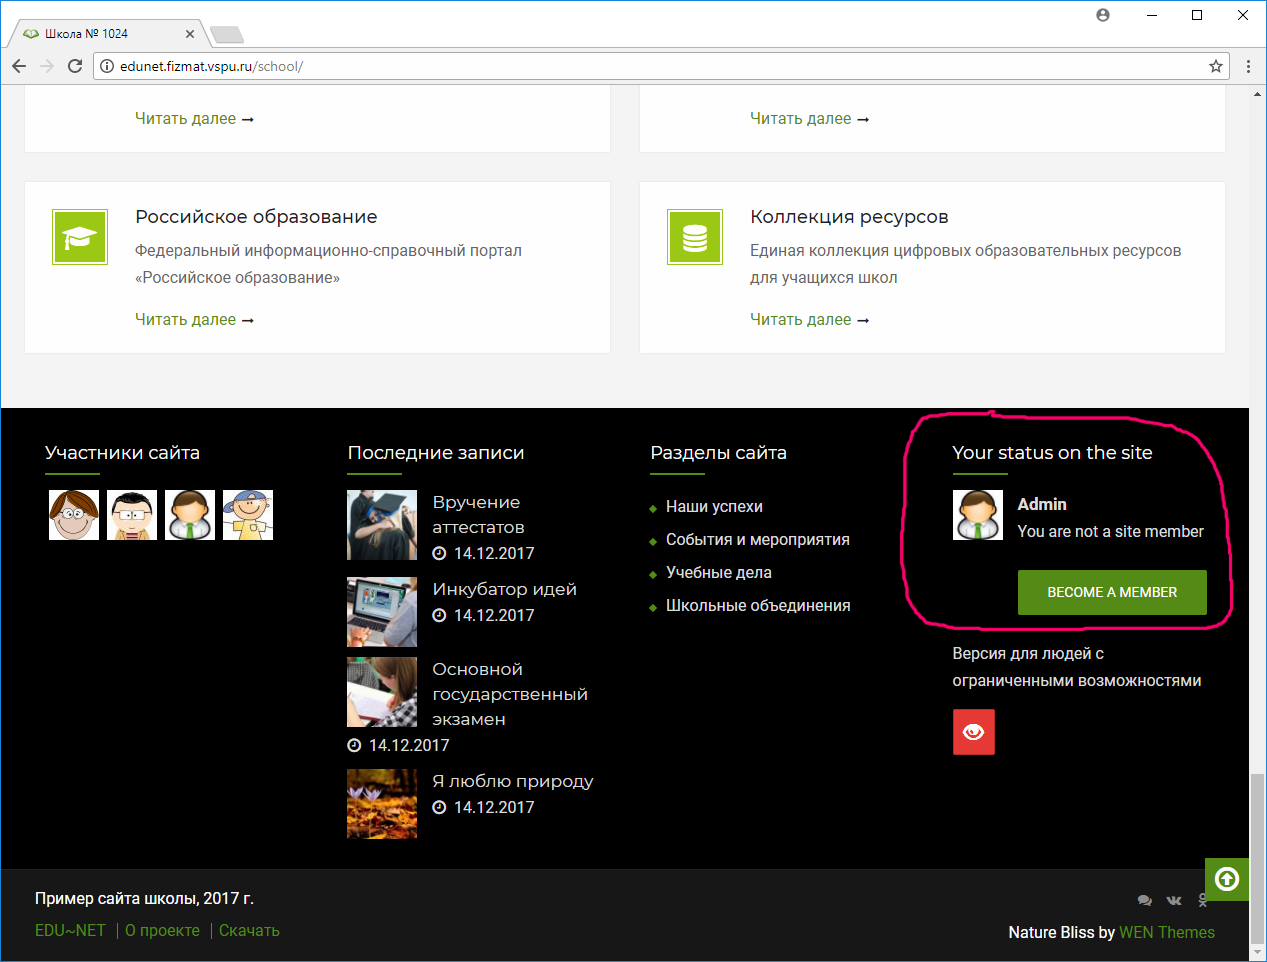 Школа № 1024
edunet.fizmat.vspu.ru/school/
Читать далее →
Читать далее →
Российское образование
Федеральный информационно-справочный портал
«Российское образование»
Читать далее →
Коллекция ресурсов
Единая коллекция цифровых образовательных ресурсов
для учащихся школ
Читать далее →
Участники сайта
Последние записи
Вручение
аттестатов
14.12.2017
Инкубатор идей
14.12.2017
Основной
государственный
экзамен
14.12.2017
Я люблю природу
14.12.2017
Разделы сайта
Наши успехи
События и мероприятия
Учебные дела
Школьные объединения
Your status on the site
Admin
You are not a site member
BECOME A MEMBER
Версия для людей с
ограниченными возможностями
Пример сайта школы, 2017 г.
EDU~NET | О проекте | Скачать
Nature Bliss by WEN Themes